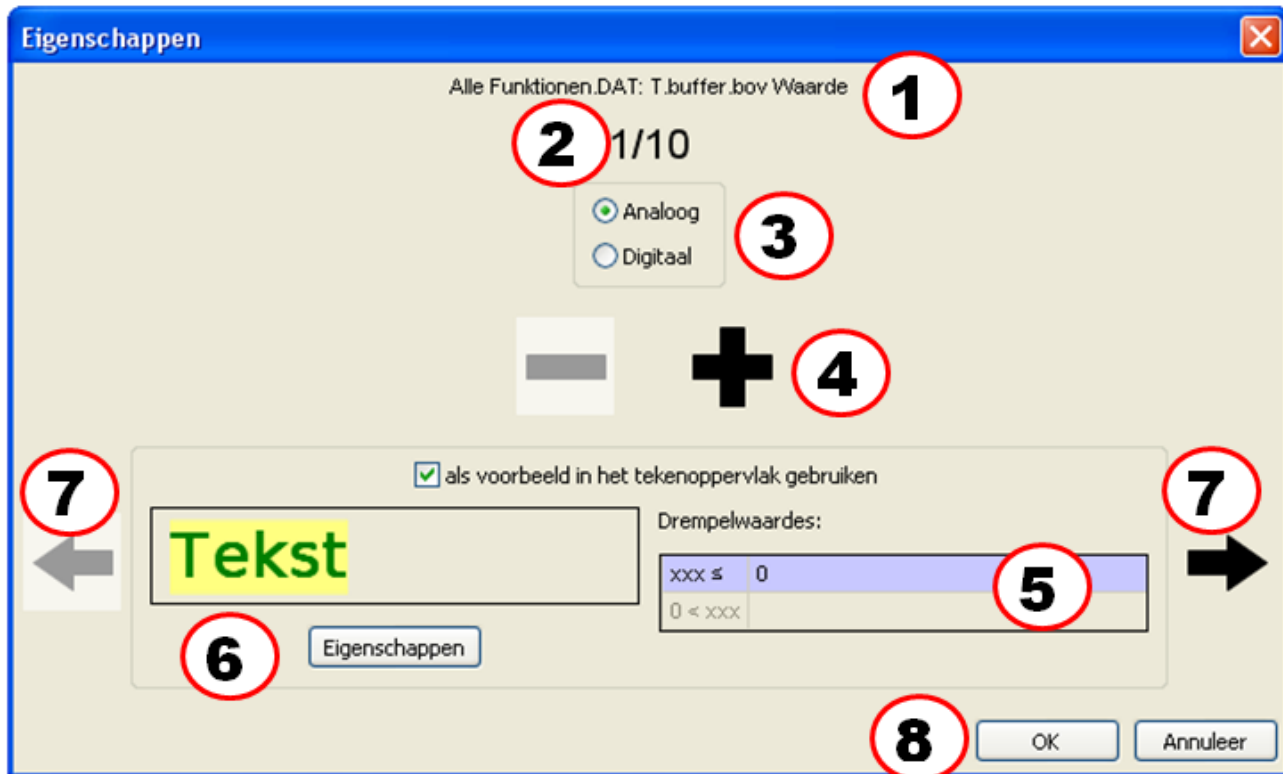 Eigenschappen
Alle Funktionen.DAT: T.buffer.bov Waarde 1
2 1/10
Analoog
Digitaal
3
4
7 als voorbeeld in het tekenoppervlak gebruiken 7
Tekst
Drempelwaardes:
xxx ≤ 0
0 < xxx
5
6 Eigenschappen
8 OK Annuleer